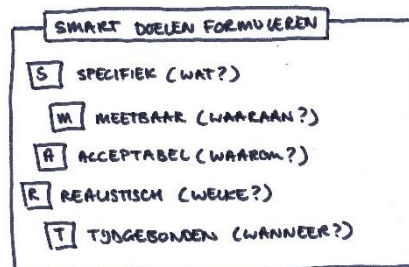 SMART DOELEN FORMULEREN
S SPECIFIEK (WAT?)
M MEETBAAR (WAARAAN?)
A ACCEPTABEL (WAAROM?)
R REALISTISCH (WELKE?)
T TIJDGEBONDEN (WANNEER?)